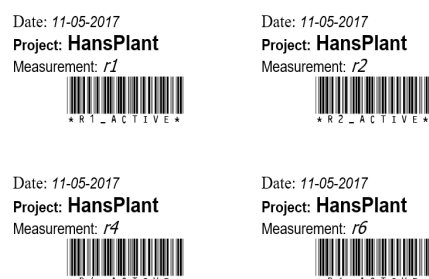 Date: 11-05-2017
Project: HansPlant
Measurement: r1
*R1_ACTIVE*
Date: 11-05-2017
Project: HansPlant
Measurement: r2
*R2_ACTIVE*
Date: 11-05-2017
Project: HansPlant
Measurement: r4
Date: 11-05-2017
Project: HansPlant
Measurement: r6